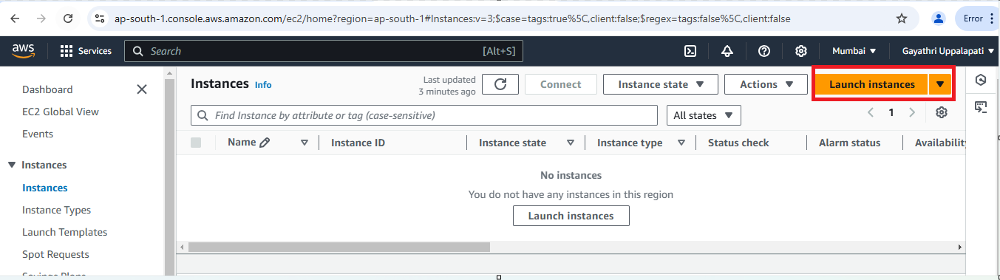 ap-south-1.console.aws.amazon.com/ec2/home?region=ap-south-1#Instances:v=3;$case=tags:true%5C,client:false;$regex=tags:false%5C,client:false
Error
aws
Services
Search
[Alt+S]
Mumbai
Gayathri Uppalapati
Dashboard
EC2 Global View
Events
Instances
Instances
Instance Types
Launch Templates
Spot Requests
Savings Plans
Instances Info
Last updated
3 minutes ago
Connect
Instance state
Actions
Launch instances
Find Instance by attribute or tag (case-sensitive)
All states
1
Name
Instance ID
Instance state
Instance type
Status check
Alarm status
Availability
No instances
You do not have any instances in this region
Launch instances